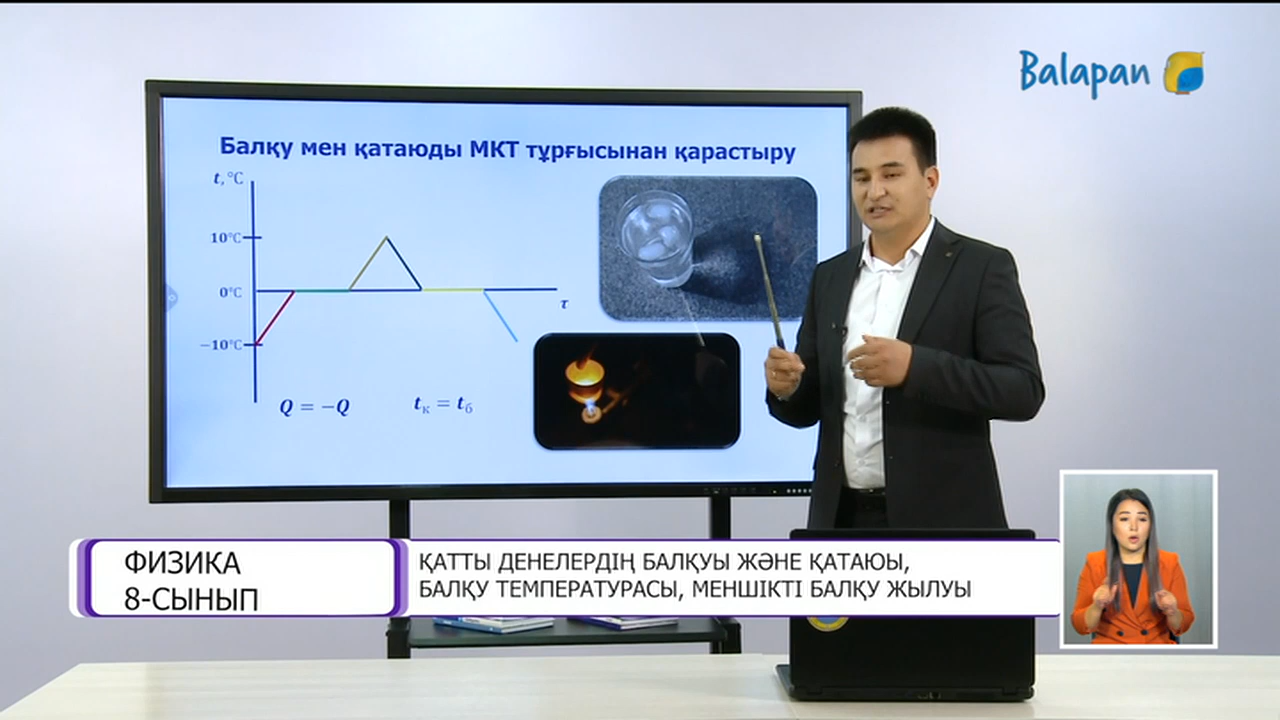 Balapan
Балқу мен қатаюды МКТ тұрғысынан қарастыру
t,°C
10°C
0°C
τ
−10°C
Q = −Q
tк = tб
ФИЗИКА
8-СЫНЫП
ҚАТТЫ ДЕНЕЛЕРДІҢ БАЛҚУЫ ЖӘНЕ ҚАТАЮЫ,
БАЛҚУ ТЕМПЕРАТУРАСЫ, МЕНШІКТІ БАЛҚУ ЖЫЛУЫ